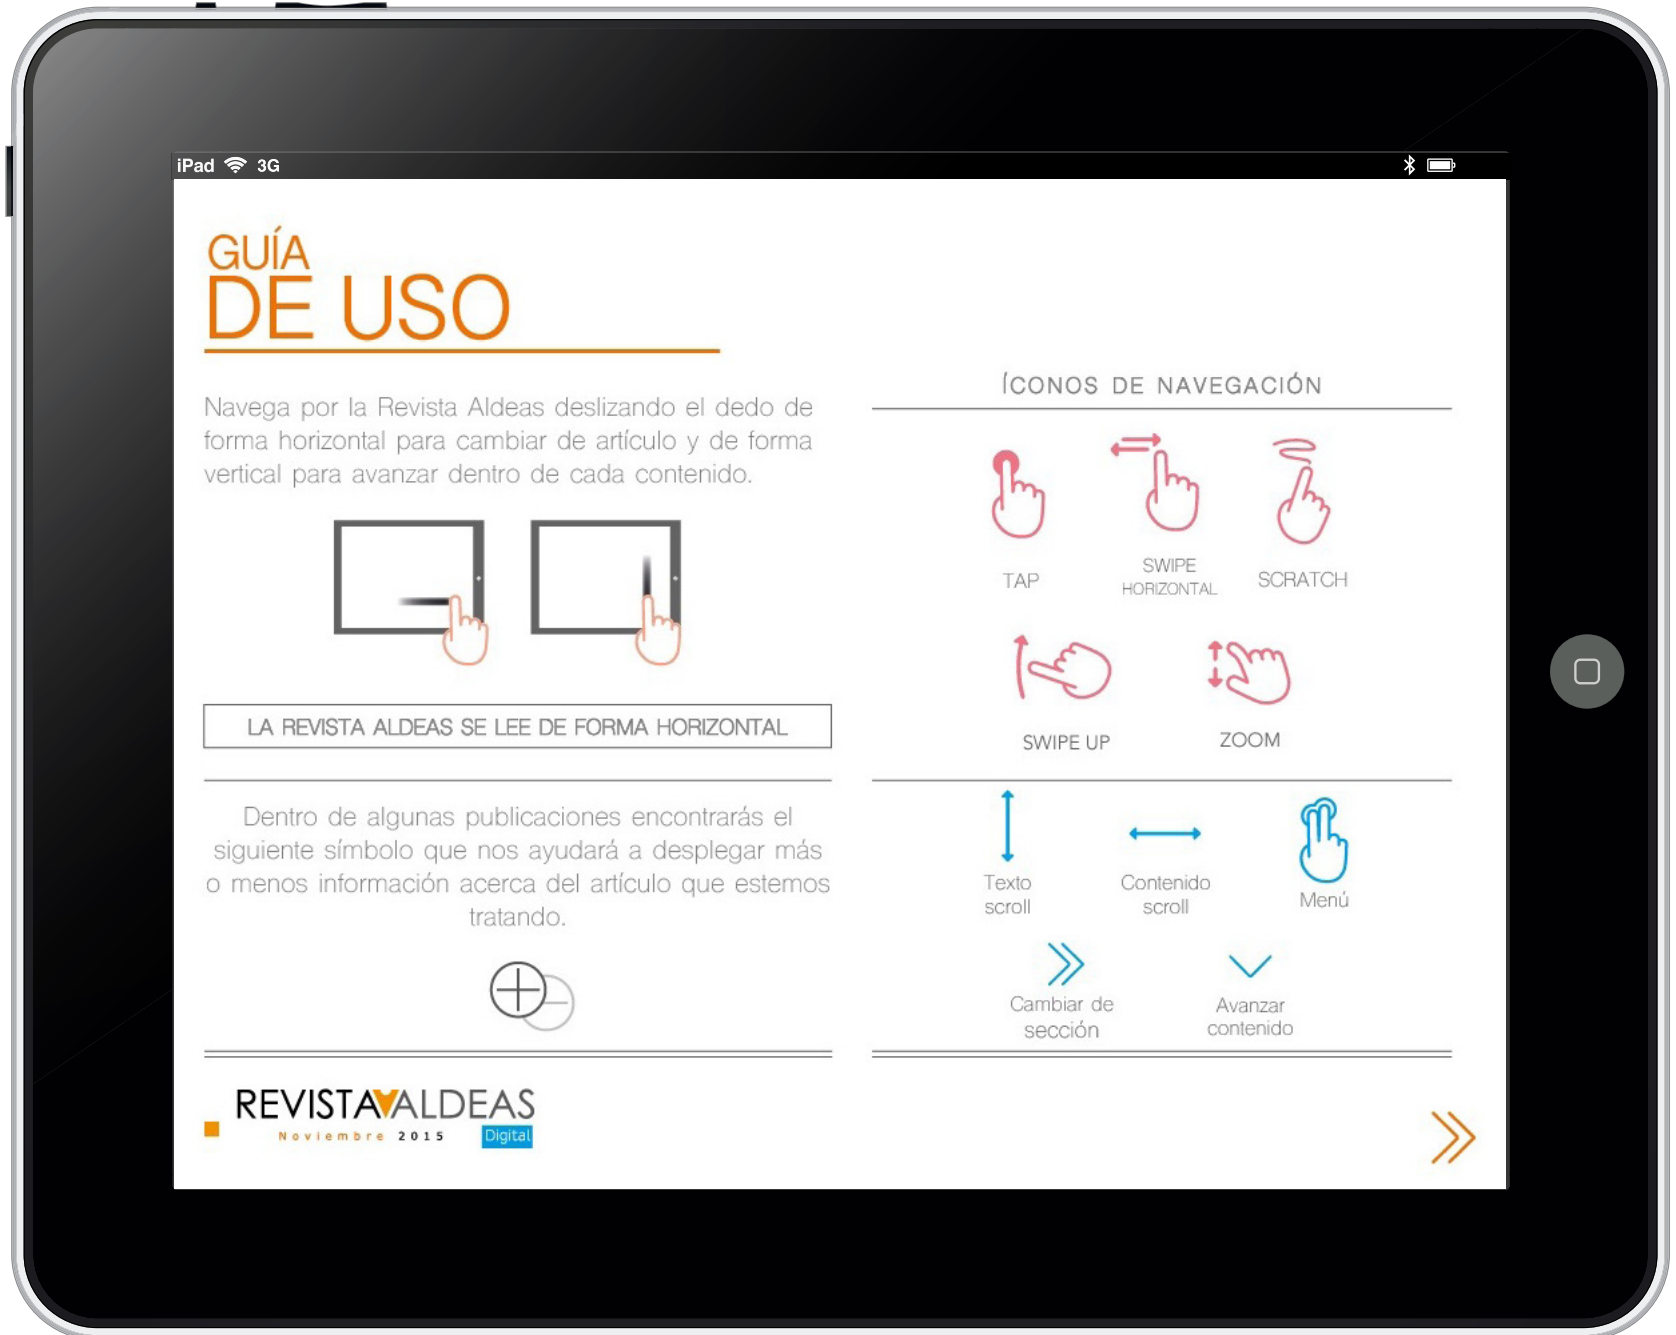 iPad 3G
GUÍA
DE USO
Navega por la Revista Aldeas deslizando el dedo de
forma horizontal para cambiar de artículo y de forma
vertical para avanzar dentro de cada contenido.
LA REVISTA ALDEAS SE LEE DE FORMA HORIZONTAL
Dentro de algunas publicaciones encontrarás el
siguiente símbolo que nos ayudará a desplegar más
o menos información acerca del artículo que estemos
tratando.
ÍCONOS DE NAVEGACIÓN
TAP
SWIPE
HORIZONTAL
SCRATCH
SWIPE UP
ZOOM
Texto
scroll
Contenido
scroll
Menú
Cambiar de
sección
Avanzar
contenido
REVISTA ALDEAS
Noviembre 2015
Digital